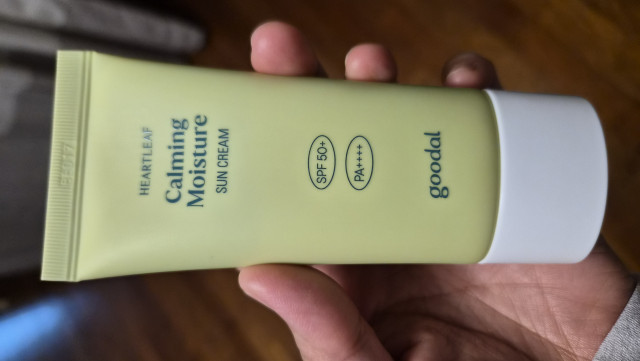 HEARTLEAF
Calming
Moisture
SUN CREAM
SPF 50+
PA++++
goodal